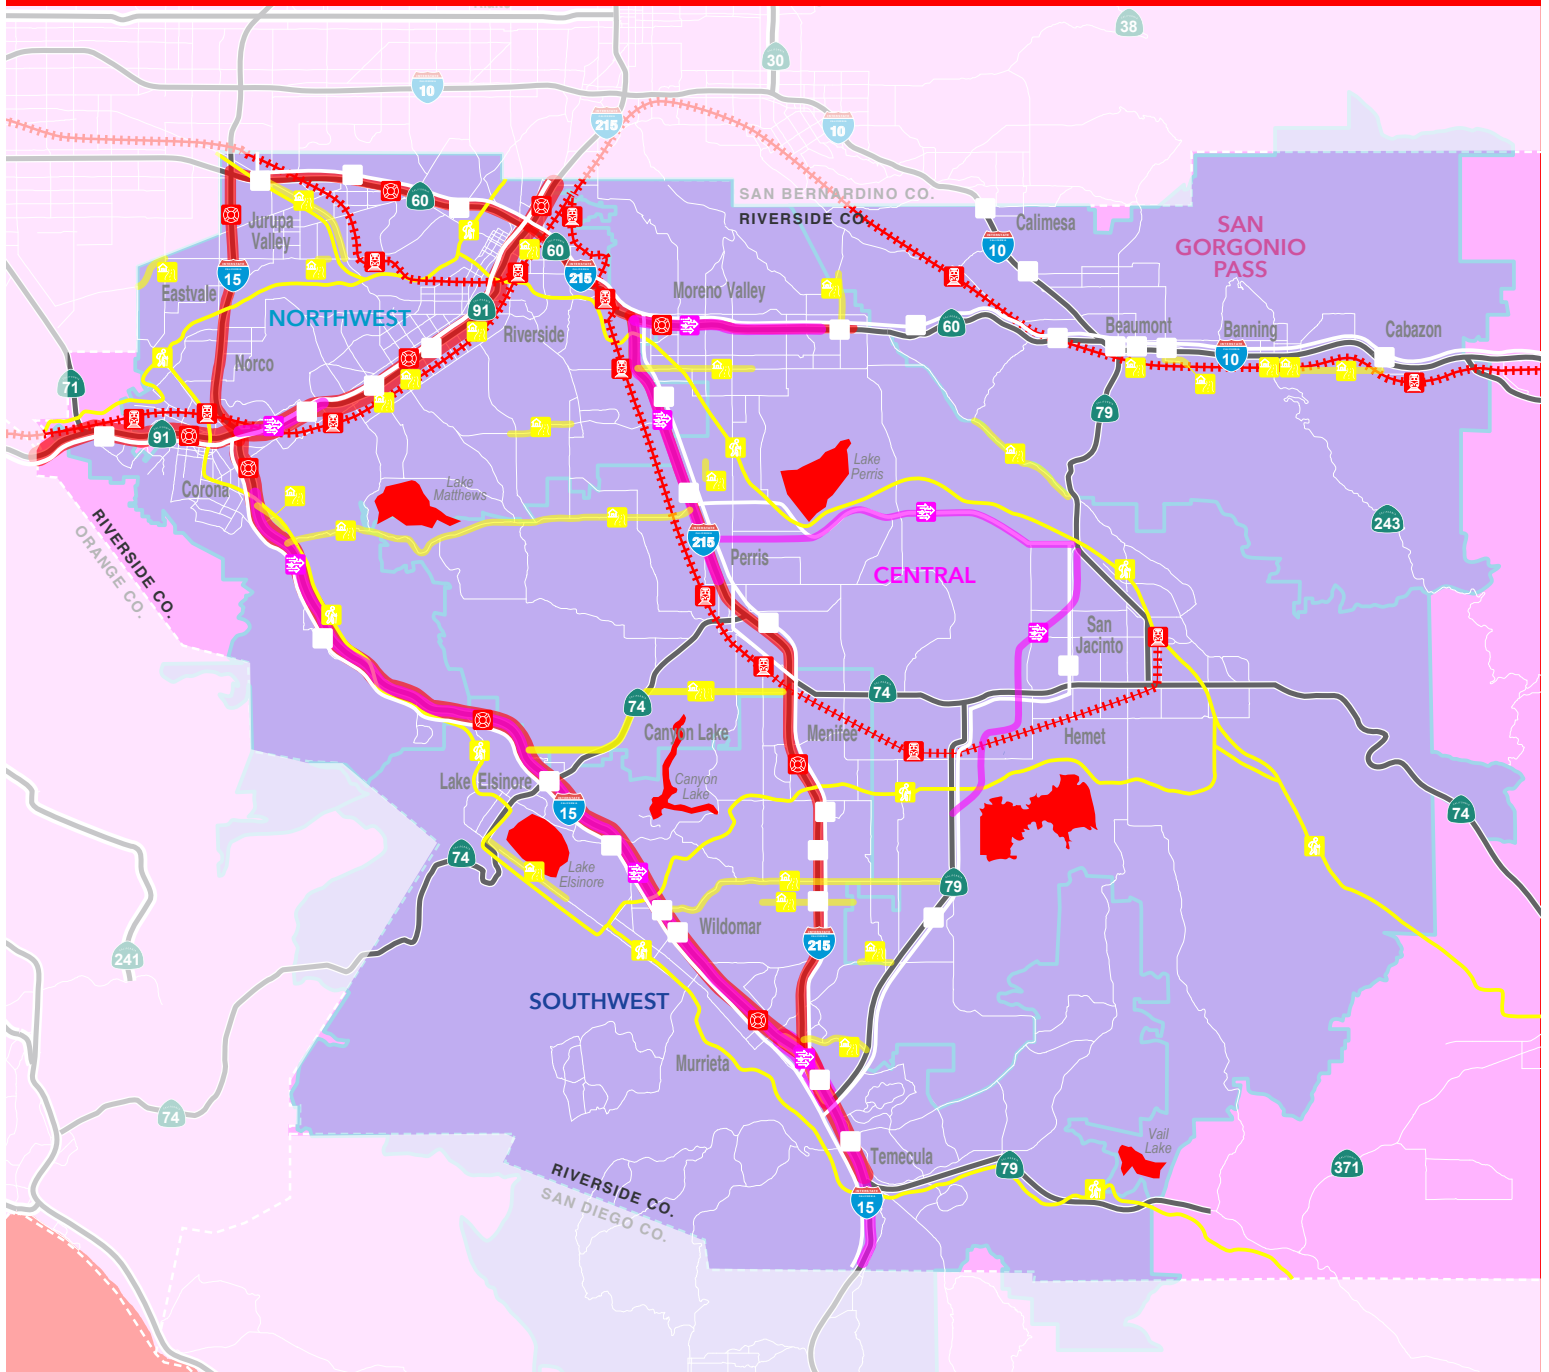 38
30
10
215
10
SAN BERNARDINO CO.
RIVERSIDE CO.
60
Jurupa
Valley
Calimesa
SAN
GORGONIO
PASS
60
10
15
215
Eastvale
Moreno Valley
91
NORTHWEST
Riverside
60
Beaumont
Banning
Cabazon
10
Norco
71
79
91
Lake
Perris
Corona
Lake
Matthews
RIVERSIDE CO.
ORANGE CO.
243
215
Perris
CENTRAL
San
Jacinto
74
74
Canyon Lake
Menifee
Hemet
Lake Elsinore
Canyon
Lake
15
74
74
Lake
Elsinore
79
Wildomar
215
241
SOUTHWEST
Murrieta
74
Temecula
Vail
Lake
79
371
RIVERSIDE CO.
SAN DIEGO CO.
15